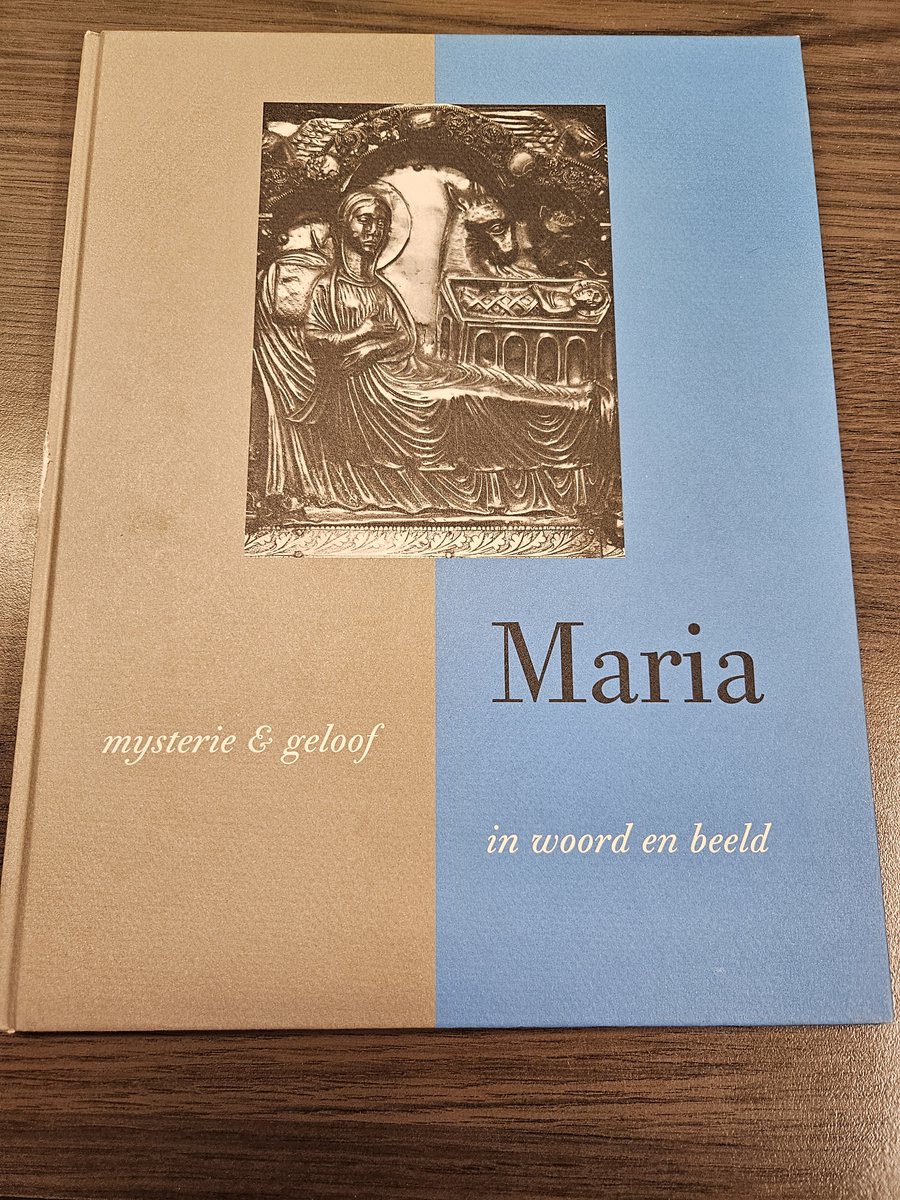 Maria
mysterie & geloof
in woord en beeld